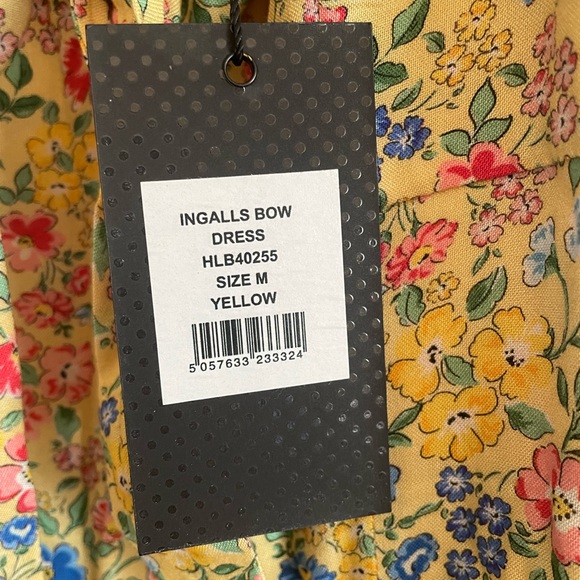 INGALLS BOW
DRESS
HLB40255
SIZE M
YELLOW
5 057633 233324